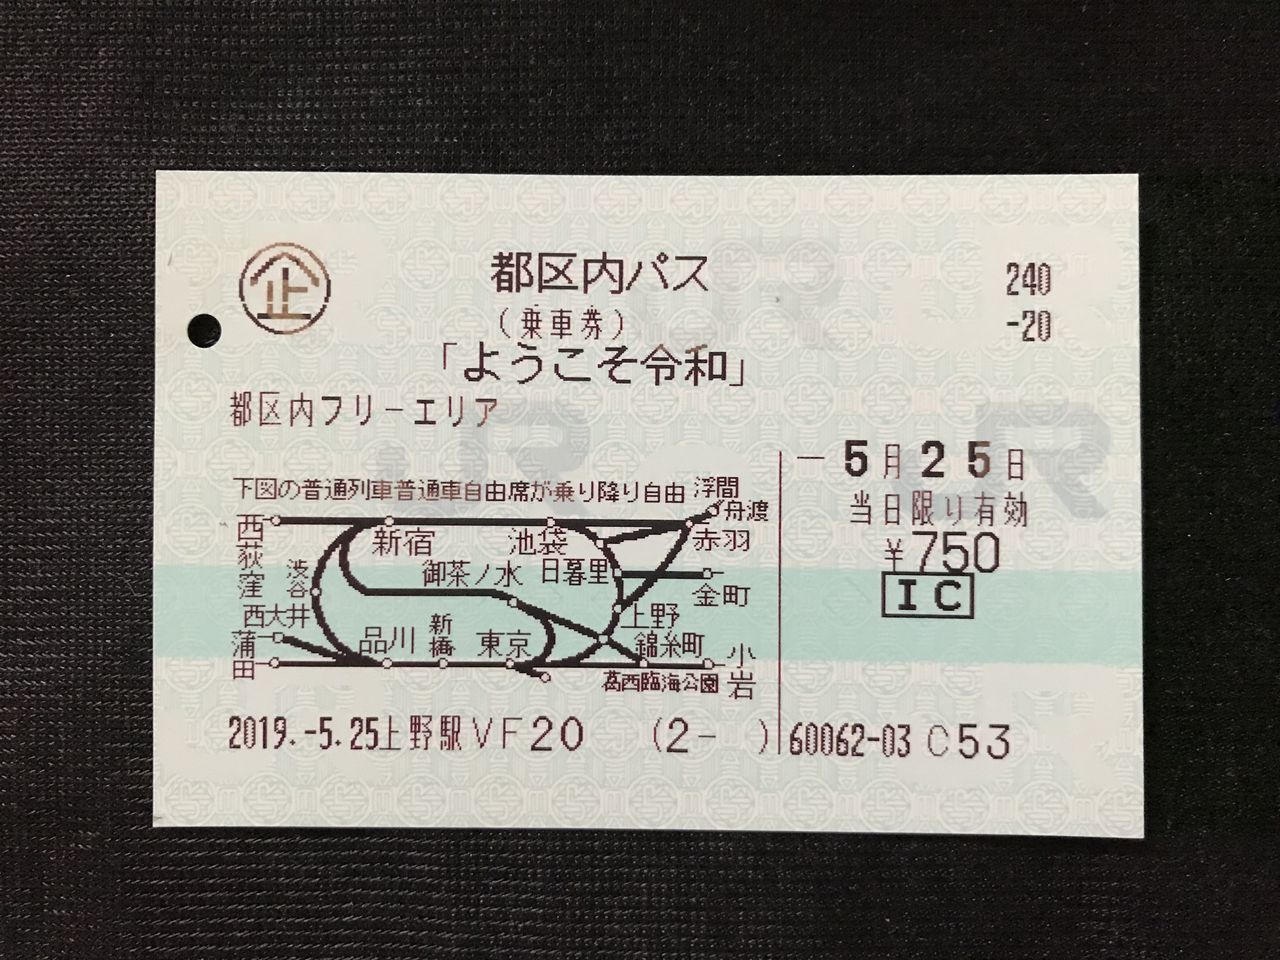 企
都区内パス
240
(乗車券)
-20
「ようこそ令和」
都区内フリーエリア
-5月25日
下図の普通列車普通車自由席が乗り降り自由
当日限り有効
¥750
IC
浮間舟渡
西荻窪
新宿
池袋
赤羽
渋谷
御茶ノ水
日暮里
金町
西大井
上野
蒲田
品川
新橋
東京
錦糸町
小岩
葛西臨海公園
2019.-5.25上野駅VF20 (2- )60062-03 C53
JR
JR
JR